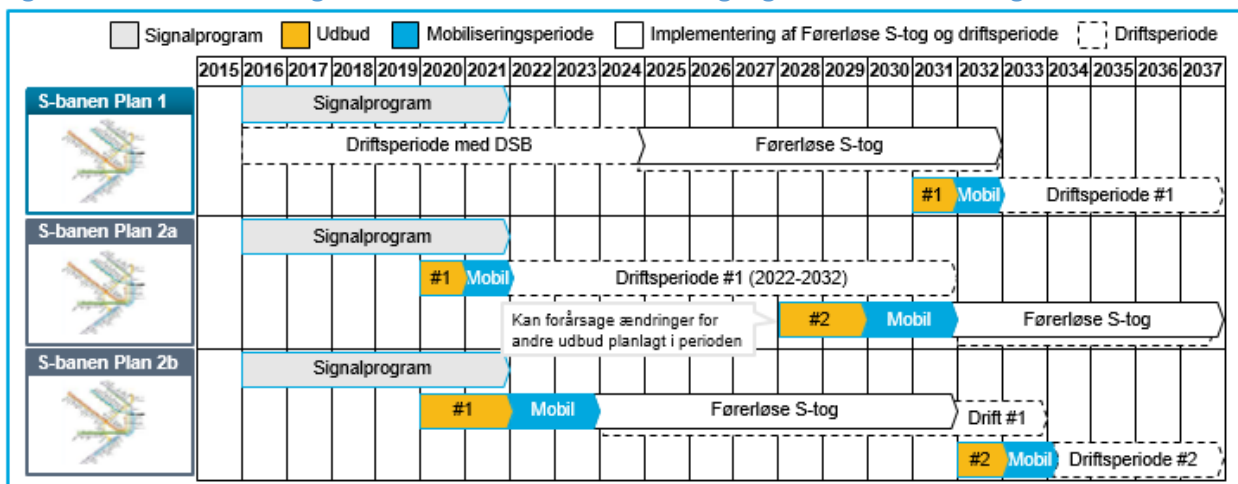 Signalprogram Udbud Mobiliseringsperiode Implementering af Førerløse S-tog og driftsperiode Driftsperiode
2015 2016 2017 2018 2019 2020 2021 2022 2023 2024 2025 2026 2027 2028 2029 2030 2031 2032 2033 2034 2035 2036 2037
S-banen Plan 1
Signalprogram
Driftsperiode med DSB Førerløse S-tog
#1 Mobil Driftsperiode #1
S-banen Plan 2a
Signalprogram
#1 Mobil Driftsperiode #1 (2022-2032)
Kan forårsage ændringer for
andre udbud planlagt i perioden
#2 Mobil Førerløse S-tog
S-banen Plan 2b
Signalprogram
#1 Mobil Førerløse S-tog Drift #1
#2 Mobil Driftsperiode #2